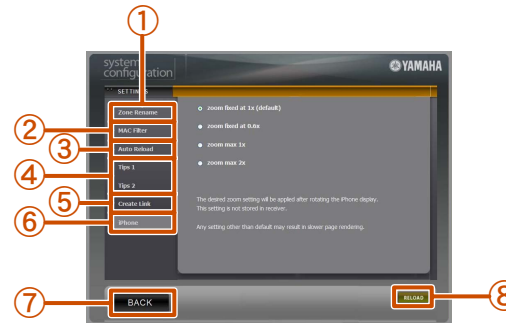 ①
system
configuration
YAMAHA
SETTINGS
Zone Rename
zoom fixed at 1x (default)
② MAC Filter
zoom fixed at 0.6x
③ Auto Reload
zoom max 1x
④ Tips 1
zoom max 2x
Tips 2
⑤ Create Link
The desired zoom setting will be applied after rotating the iPhone display.
This setting is not stored in receiver.
⑥ iPhone
Any setting other than default may result in slower page rendering.
⑦ BACK
RELOAD ⑧